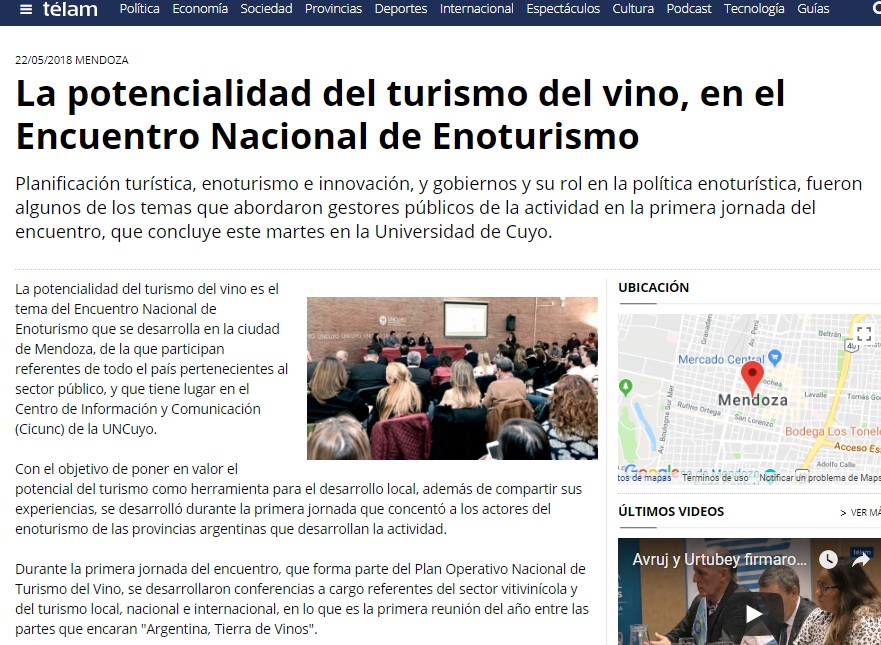 télam Política Economía Sociedad Provincias Deportes Internacional Espectáculos Cultura Podcast Tecnología Guías
22/05/2018 MENDOZA
La potencialidad del turismo del vino, en el
Encuentro Nacional de Enoturismo
Planificación turística, enoturismo e innovación, y gobiernos y su rol en la política enoturística, fueron
algunos de los temas que abordaron gestores públicos de la actividad en la primera jornada del
encuentro, que concluye este martes en la Universidad de Cuyo.
La potencialidad del turismo del vino es el
tema del Encuentro Nacional de
Enoturismo que se desarrolla en la ciudad
de Mendoza, de la que participan
referentes de todo el país pertenecientes al
sector público, y que tiene lugar en el
Centro de Información y Comunicación
(Cicunc) de la UNCuyo.
Con el objetivo de poner en valor el
potencial del turismo como herramienta para el desarrollo local, además de compartir sus
experiencias, se desarrolló durante la primera jornada que concentó a los actores del
enoturismo de las provincias argentinas que desarrollan la actividad.
Durante la primera jornada del encuentro, que forma parte del Plan Operativo Nacional de
Turismo del Vino, se desarrollaron conferencias a cargo referentes del sector vitivinícola y
del turismo local, nacional e internacional, en lo que es la primera reunión del año entre las
partes que encaran "Argentina, Tierra de Vinos".
UNCUYO
UBICACIÓN
Granaderos
Av. Perú
Beltrán
40
Mercado Central
Mendoza
Lavalle
Tomás Go
Rufino Ortega
San Lorenzo
Av. Boulogne Sur Mer
Bodega Los Tonele
Acceso Es
Adolfo Calle
Google
tos de mapas Términos de uso Notificar un problema de Maps
ÚLTIMOS VIDEOS
> VER MÁ
Avruj y Urtubey firmaro...
télam